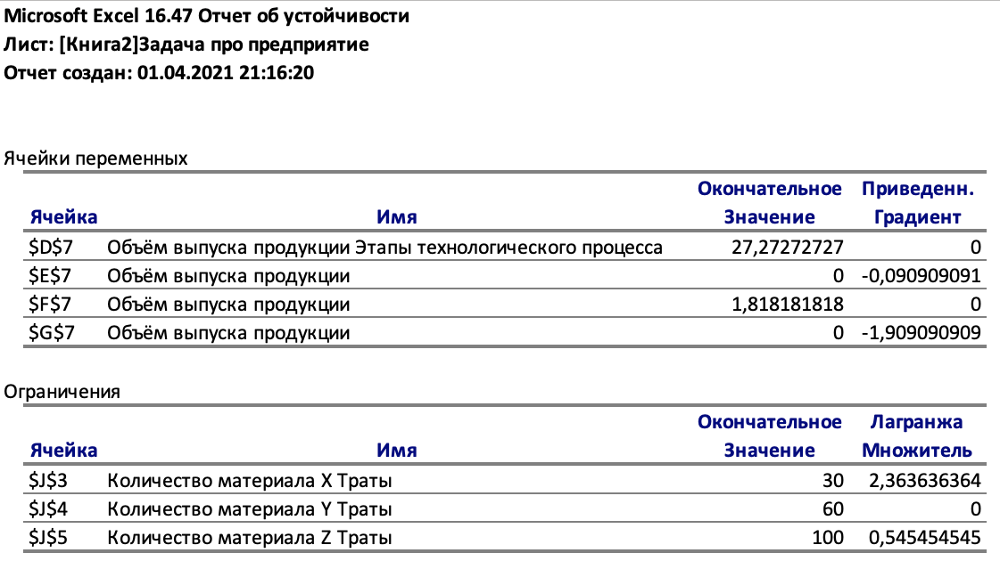 Microsoft Excel 16.47 Отчет об устойчивости
Лист: [Книга2]Задача про предприятие
Отчет создан: 01.04.2021 21:16:20
Ячейки переменных
Окончательное Приведенн.
Ячейка Имя Значение Градиент
$D$7 Объём выпуска продукции Этапы технологического процесса 27,27272727 0
$E$7 Объём выпуска продукции 0 -0,090909091
$F$7 Объём выпуска продукции 1,818181818 0
$G$7 Объём выпуска продукции 0 -1,909090909
Ограничения
Окончательное Лагранжа
Ячейка Имя Значение Множитель
$J$3 Количество материала X Траты 30 2,363636364
$J$4 Количество материала Y Траты 60 0
$J$5 Количество материала Z Траты 100 0,545454545